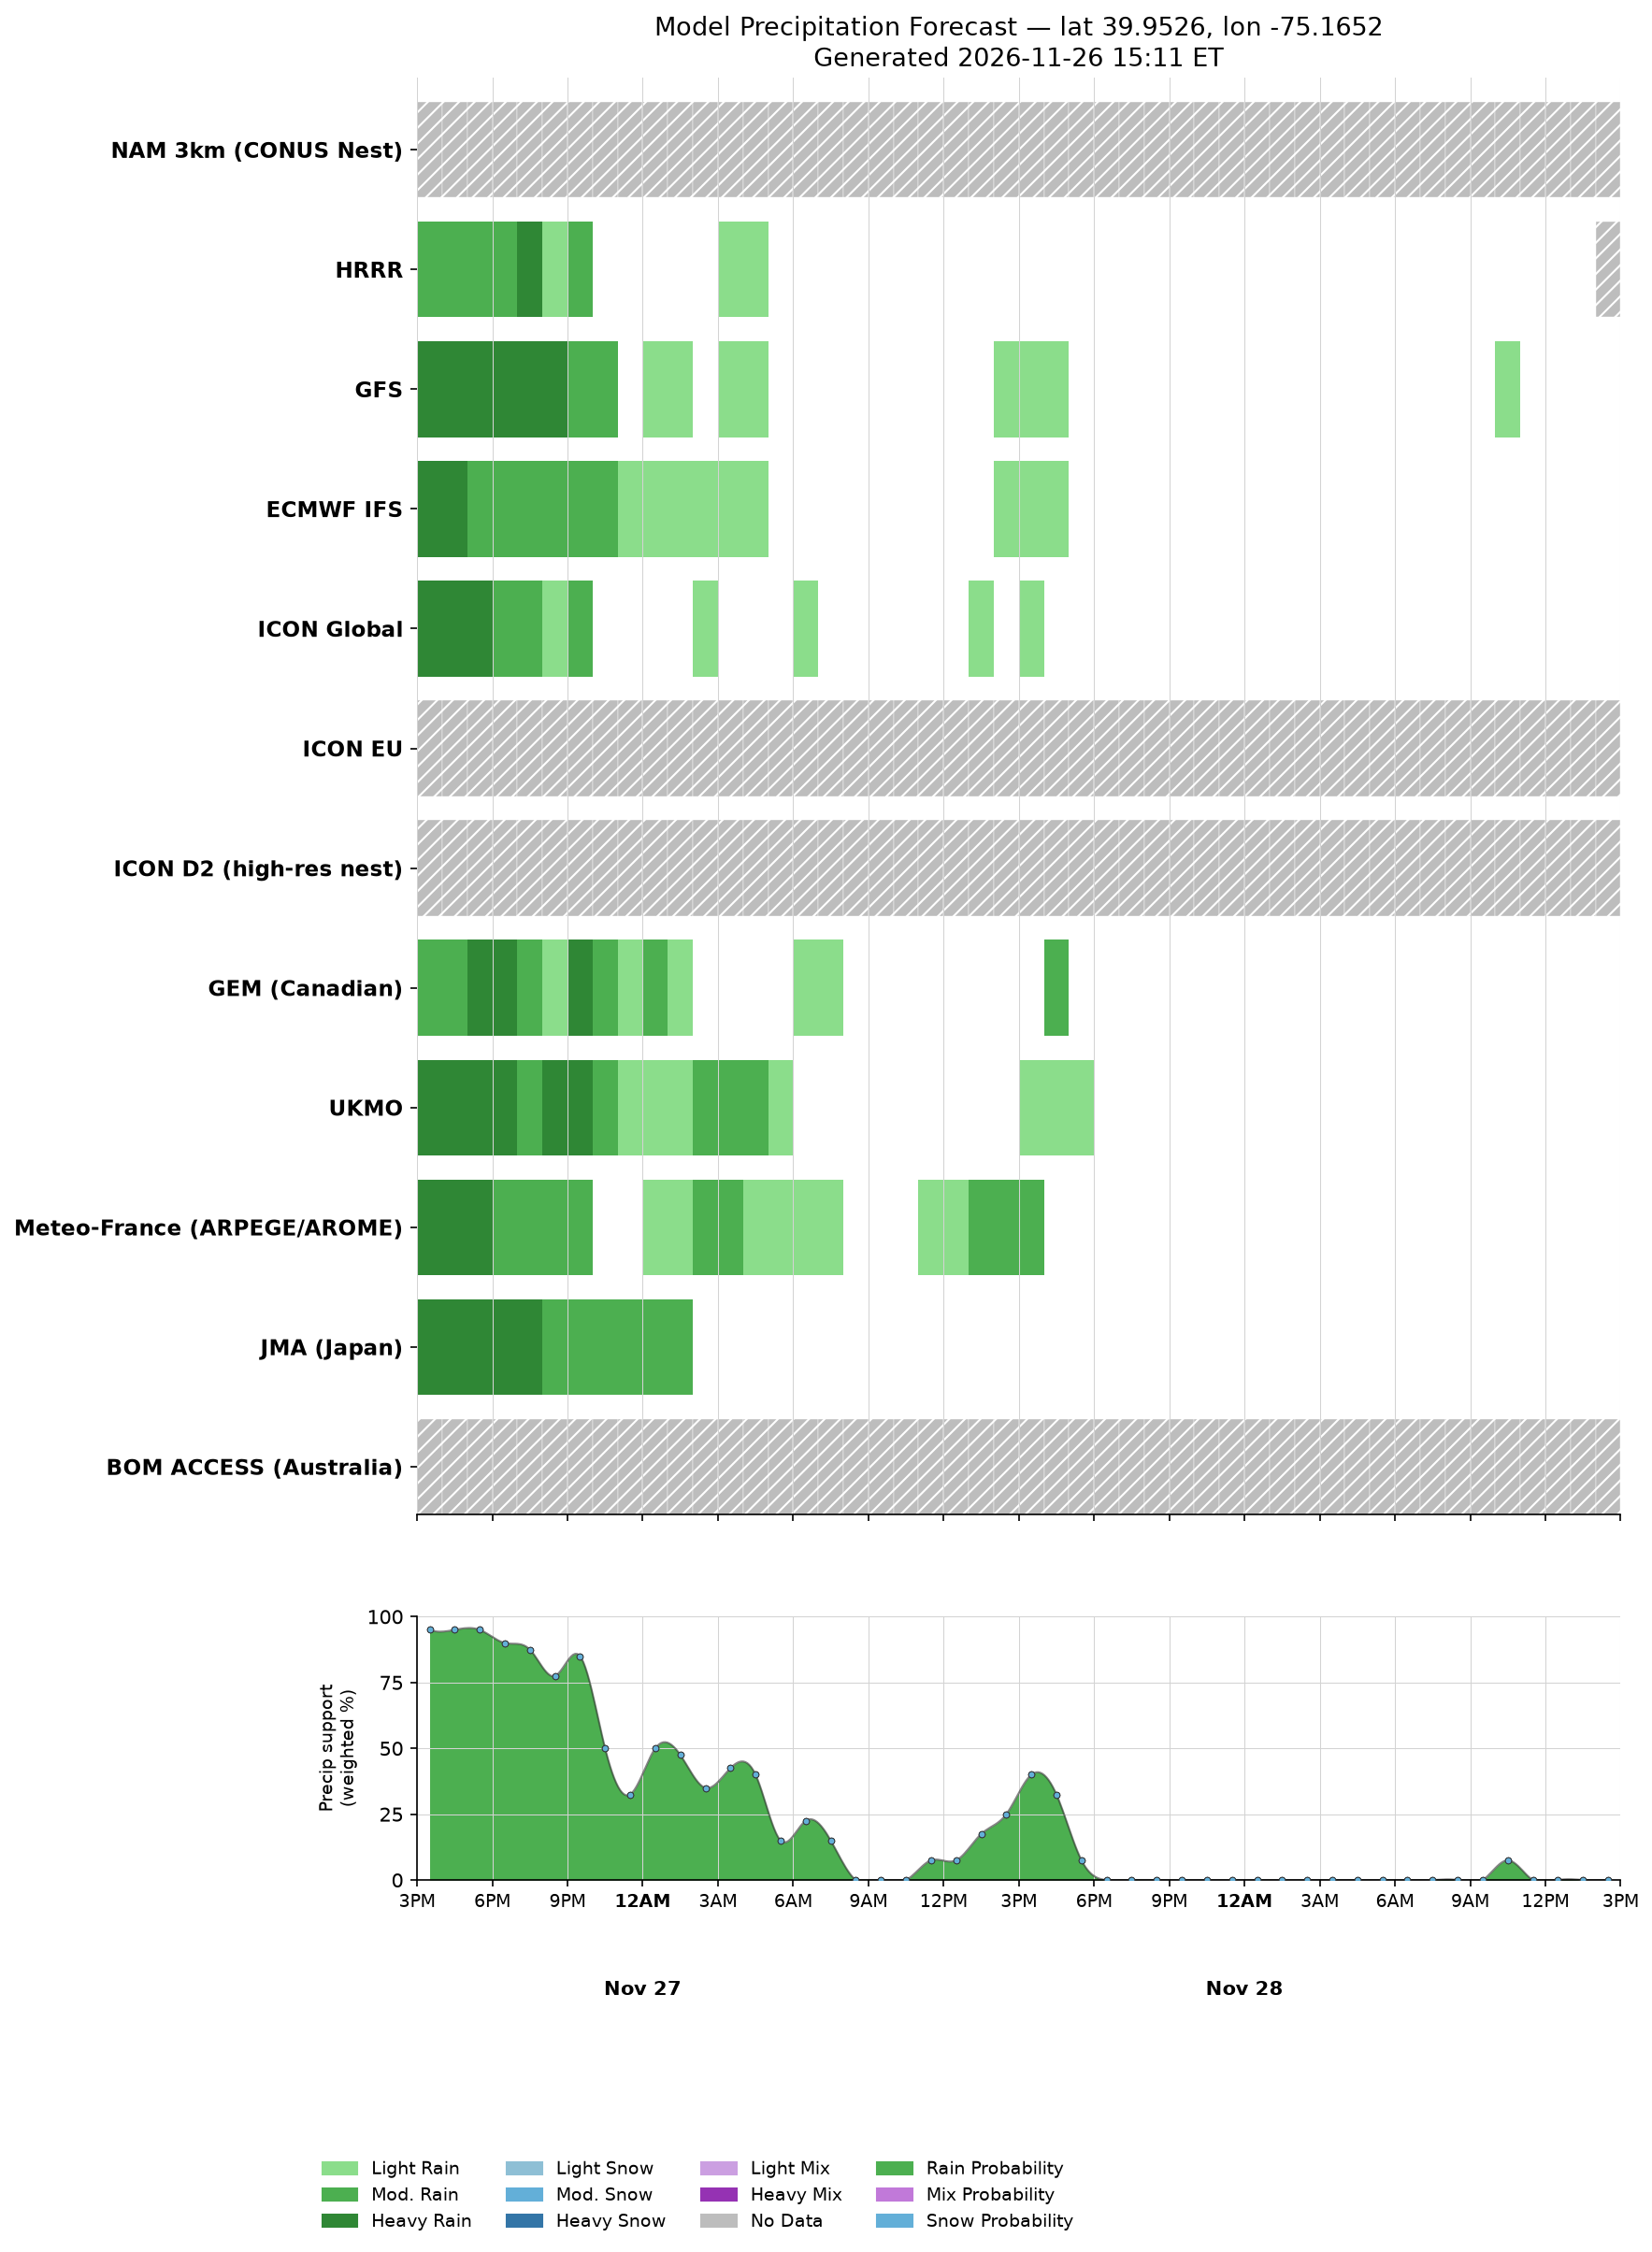 Model Precipitation Forecast — lat 39.9526, lon -75.1652
Generated 2026-11-26 15:11 ET
NAM 3km (CONUS Nest)
HRRR
GFS
ECMWF IFS
ICON Global
ICON EU
ICON D2 (high-res nest)
GEM (Canadian)
UKMO
Meteo-France (ARPEGE/AROME)
JMA (Japan)
BOM ACCESS (Australia)
Precip support
(weighted %)
100
75
50
25
0
3PM 6PM 9PM 12AM 3AM 6AM 9AM 12PM 3PM 6PM 9PM 12AM 3AM 6AM 9AM 12PM 3PM
Nov 27 Nov 28
Light Rain Light Snow Light Mix Rain Probability
Mod. Rain Mod. Snow Heavy Mix Mix Probability
Heavy Rain Heavy Snow No Data Snow Probability